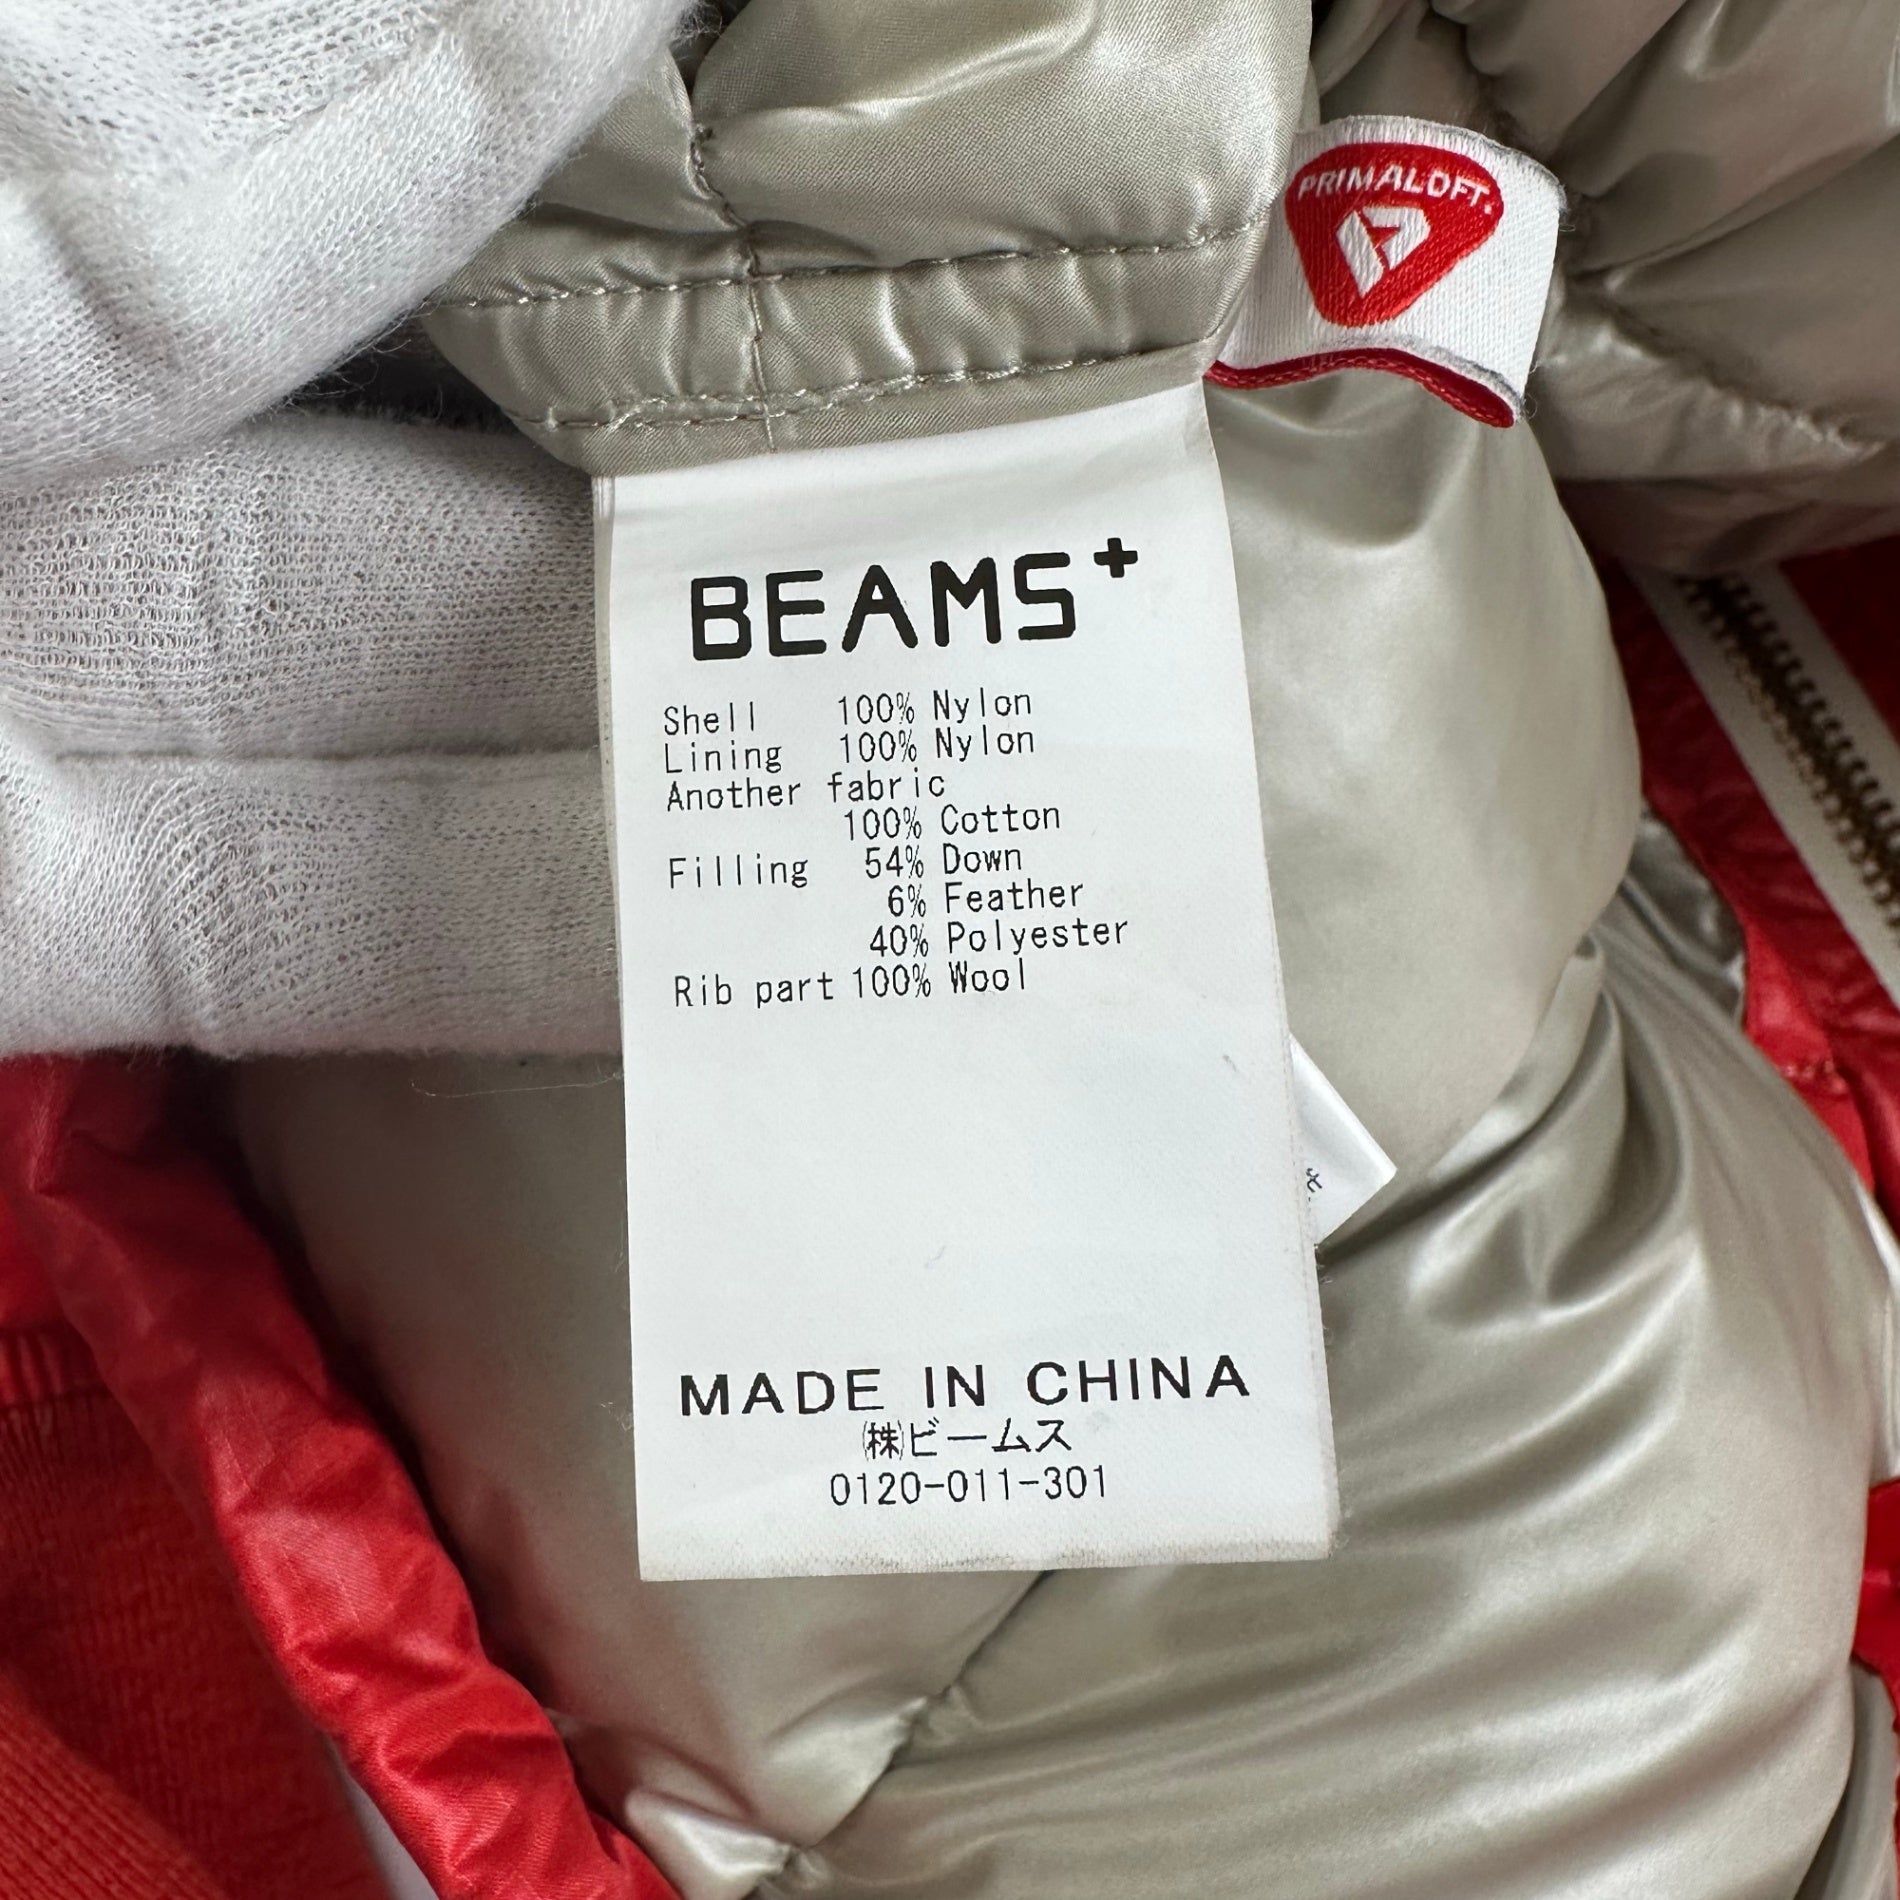 PRIMALOFT.
BEAMS+
Shell 100% Nylon
Lining 100% Nylon
Another fabric
100% Cotton
Filling 54% Down
6% Feather
40% Polyester
Rib part 100% Wool
MADE IN CHINA
㈱ビームス
0120-011-301